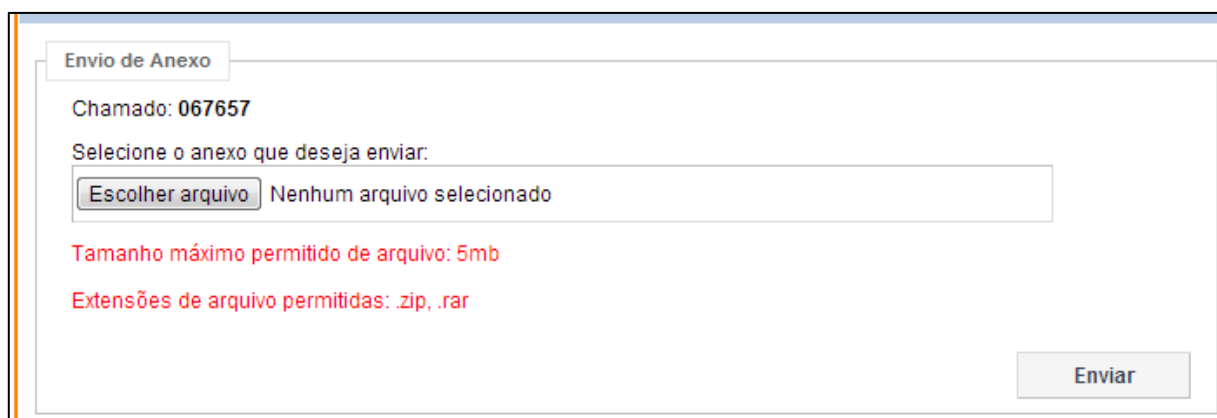 Envio de Anexo
Chamado: 067657
Selecione o anexo que deseja enviar:
Escolher arquivo Nenhum arquivo selecionado
Tamanho máximo permitido de arquivo: 5mb
Extensões de arquivo permitidas: .zip, .rar
Enviar